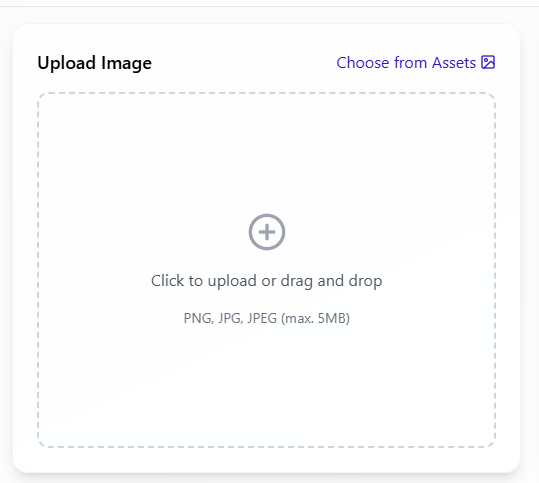 Upload Image
Choose from Assets
Click to upload or drag and drop
PNG, JPG, JPEG (max. 5MB)